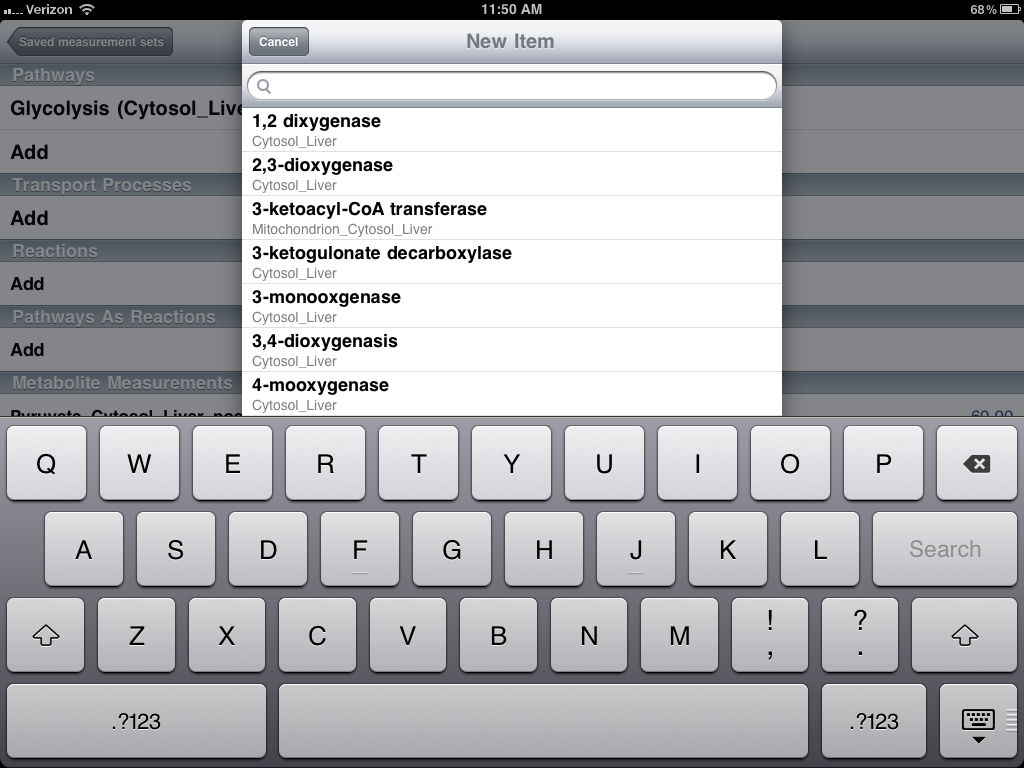 Verizon 11:50 AM 68%
Saved measurement sets
Cancel New Item
Pathways
Glycolysis (Cytosol_Live
Add
Transport Processes
Add
Reactions
Add
Pathways As Reactions
Add
Metabolite Measurements
60.00
1,2 dixygenase
Cytosol_Liver
2,3-dioxygenase
Cytosol_Liver
3-ketoacyl-CoA transferase
Mitochondrion_Cytosol_Liver
3-ketogulonate decarboxylase
Cytosol_Liver
3-monooxgenase
Cytosol_Liver
3,4-dioxygenasis
Cytosol_Liver
4-mooxygenase
Cytosol_Liver
Q W E R T Y U I O P
A S D F G H J K L Search
Z X C V B N M ! , ? .
.?123 .?123